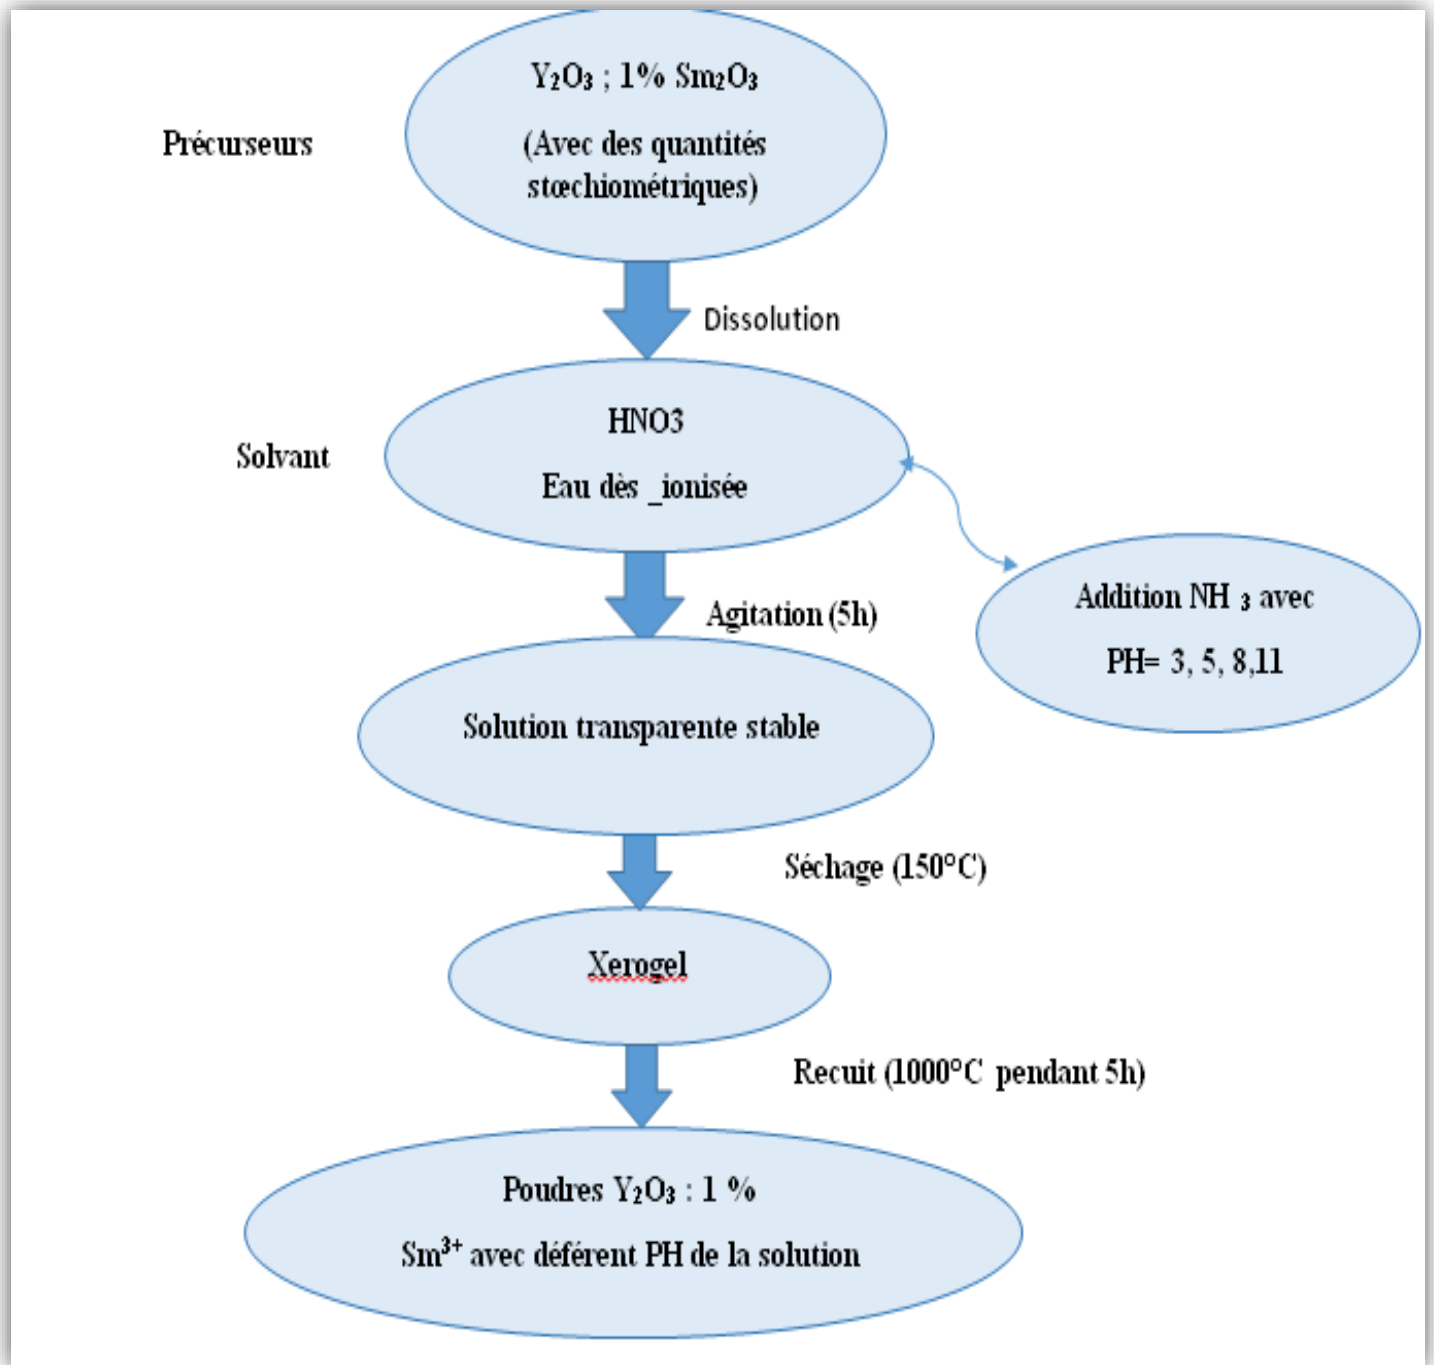 Y₂O₃ ; 1% Sm₂O₃
(Avec des quantités
stœchiométriques)
Précurseurs
Dissolution
HNO3
Eau dès _ionisée
Solvant
Addition NH ₃ avec
PH= 3, 5, 8,11
Agitation (5h)
Solution transparente stable
Séchage (150°C)
Xerogel
Recuit (1000°C pendant 5h)
Poudres Y₂O₃ : 1 %
Sm³⁺ avec déférent PH de la solution